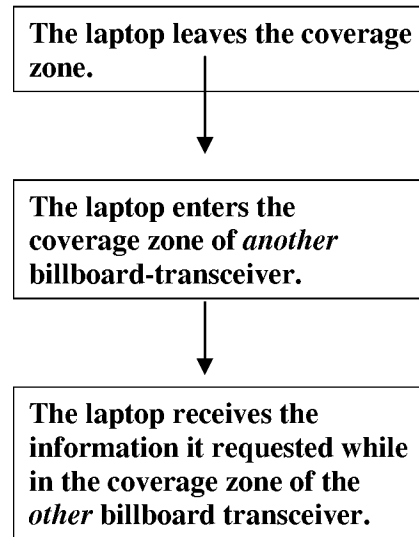 The laptop leaves the coverage
zone.
The laptop enters the
coverage zone of another
billboard-transceiver.
The laptop receives the
information it requested while
in the coverage zone of the
other billboard transceiver.